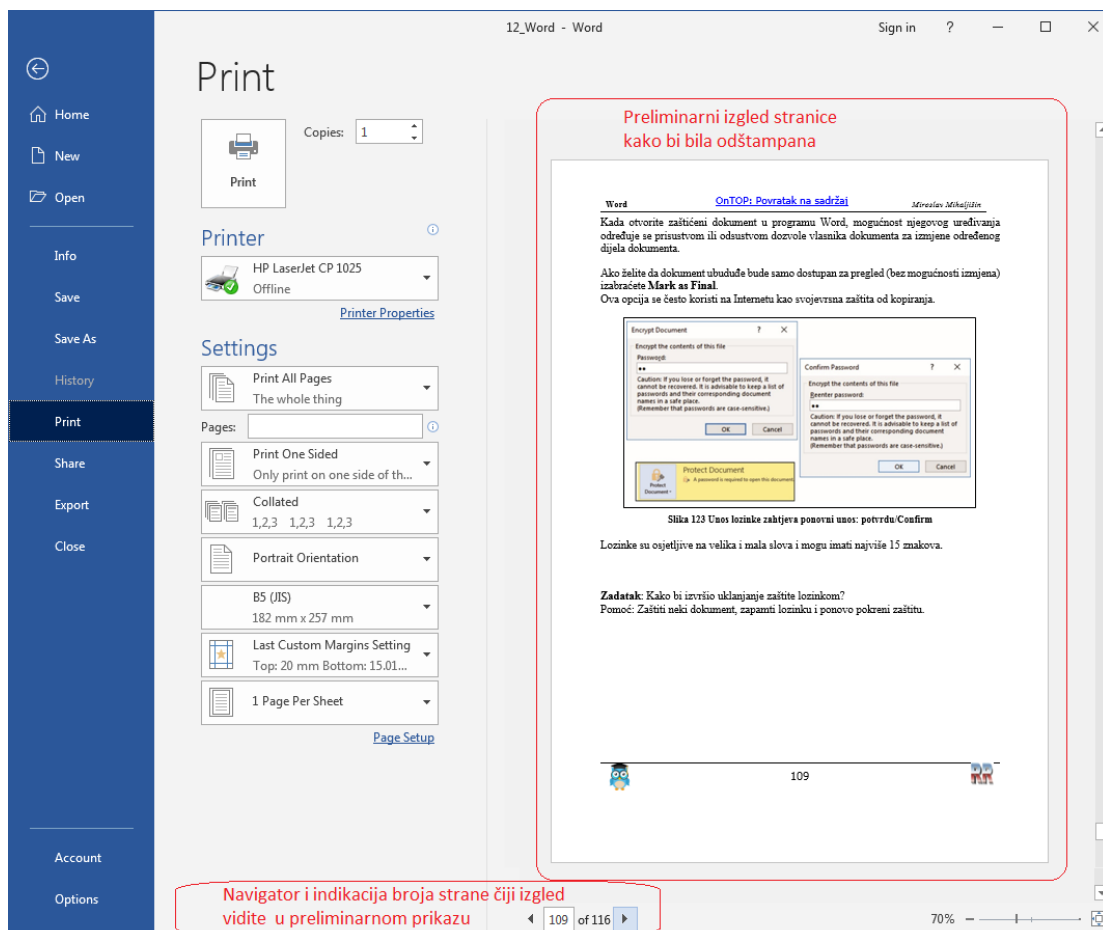 12_Word - Word
Sign in ?
Print
Home
New
Open
Info
Save
Save As
History
Print
Share
Export
Close
Account
Options
Print
Copies: 1
Printer
HP LaserJet CP 1025
Offline
Printer Properties
Settings
Print All Pages
The whole thing
Pages:
Print One Sided
Only print on one side of th...
Collated
1,2,3 1,2,3 1,2,3
Portrait Orientation
B5 (JIS)
182 mm x 257 mm
Last Custom Margins Setting
Top: 20 mm Bottom: 15.01...
1 Page Per Sheet
Page Setup
Preliminarni izgled stranice
kako bi bila odštampana
Word OnTOP: Povratak na sadržaj Miroslav Mihaljišin
Kada otvorite zaštićeni dokument u programu Word, mogućnost njegovog uređivanja
određuje se prisustvom ili odsustvom dozvole vlasnika dokumenta za izmjene određenog
dijela dokumenta.
Ako želite da dokument ubuduđe bude samo dostupan za pregled (bez mogućnosti izmjena)
izabraćete Mark as Final.
Ova opcija se često koristi na Internetu kao svojevrsna zaštita od kopiranja.
Encrypt Document ?
Encrypt the contents of this file
Password:
Caution: If you lose or forget the password, it
cannot be recovered. It is advisable to keep a list of
passwords and their corresponding document
names in a safe place.
(Remember that passwords are case-sensitive.)
OK Cancel
Confirm Password ?
Encrypt the contents of this file
Reenter password:
Caution: If you lose or forget the password, it
cannot be recovered. It is advisable to keep a list of
passwords and their corresponding document
names in a safe place.
(Remember that passwords are case-sensitive.)
OK Cancel
Protect
Document
Protect Document
A password is required to open this document.
Slika 123 Unos lozinke zahtjeva ponovni unos: potvrdu/Confirm
Lozinke su osjetljive na velika i mala slova i mogu imati najviše 15 znakova.
Zadatak: Kako bi izvršio uklanjanje zaštite lozinkom?
Pomoć: Zaštiti neki dokument, zapamti lozinku i ponovo pokreni zaštitu.
109 RR
Navigator i indikacija broja strane čiji izgled
vidite u preliminarnom prikazu
109 of 116
70%